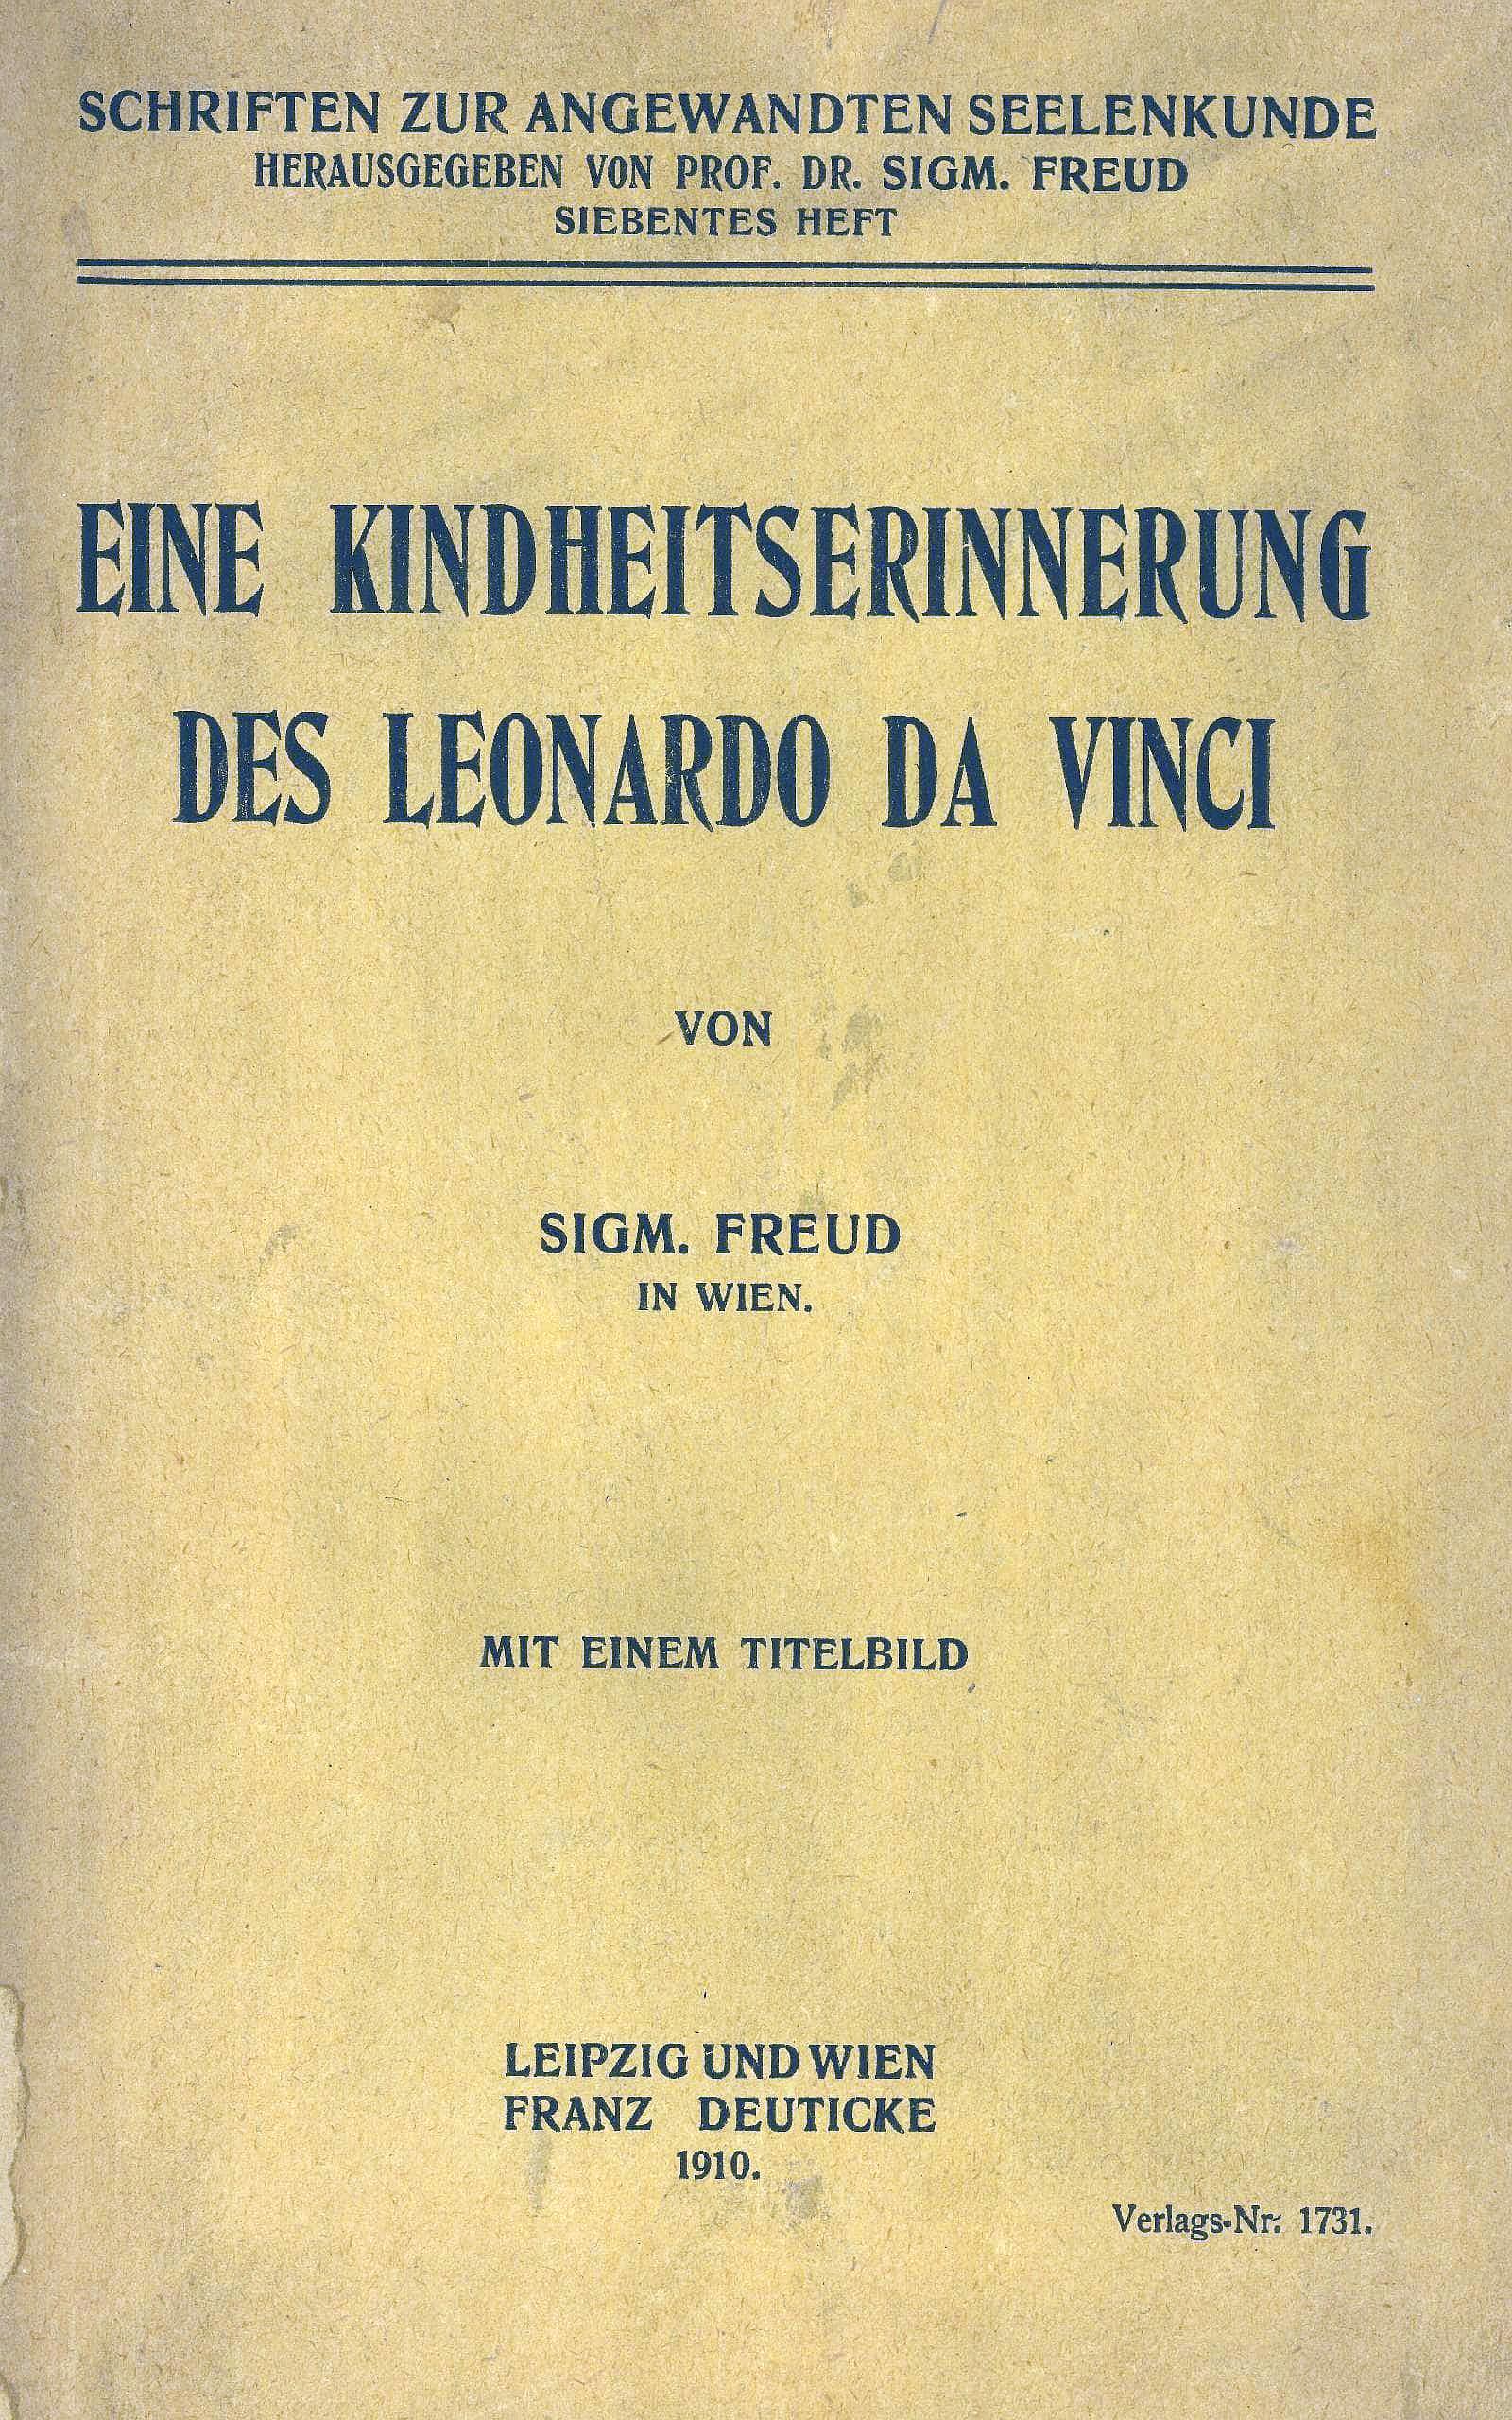 SCHRIFTEN ZUR ANGEWANDTEN SEELENKUNDE
HERAUSGEGEBEN VON PROF. DR. SIGM. FREUD
SIEBENTES HEFT
EINE KINDHEITSERINNERUNG
DES LEONARDO DA VINCI
VON
SIGM. FREUD
IN WIEN.
MIT EINEM TITELBILD
LEIPZIG UND WIEN
FRANZ DEUTICKE
1910.
Verlags-Nr. 1731.